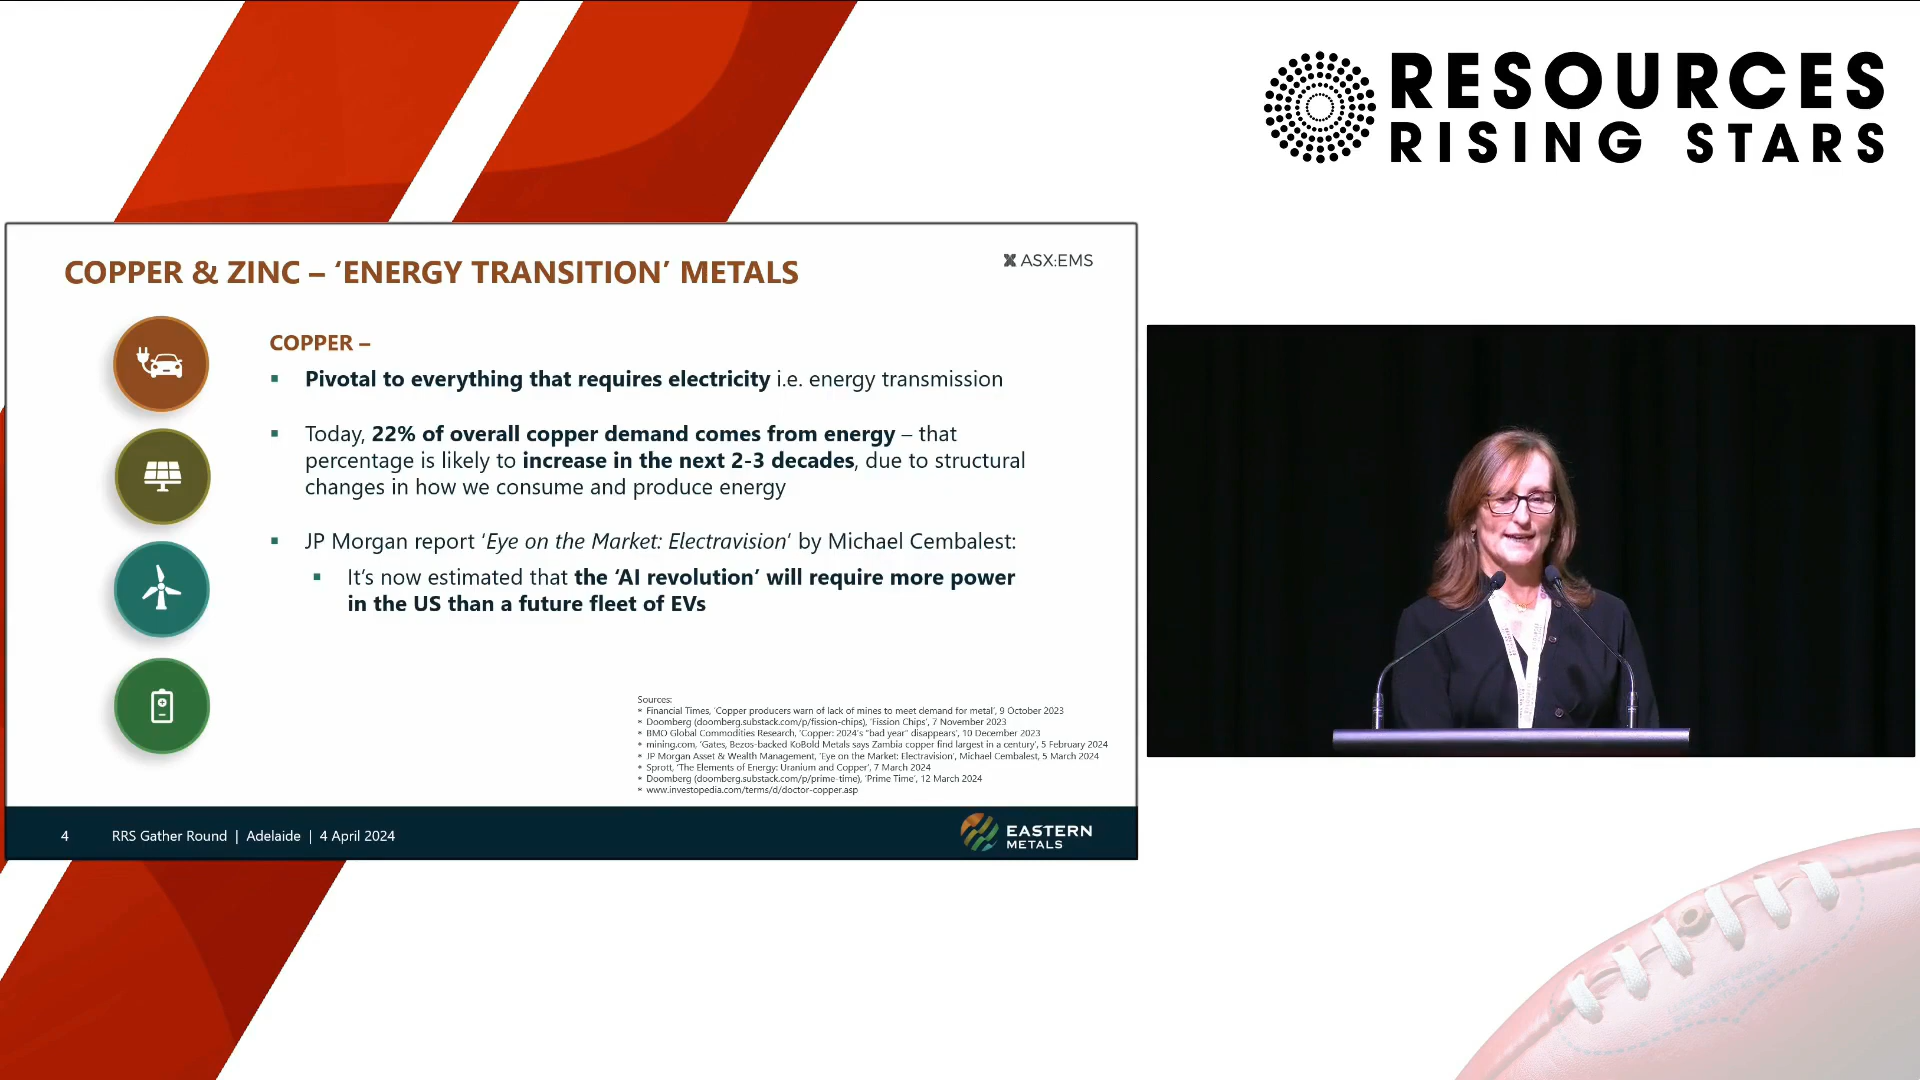 RESOURCES
RISING STARS
COPPER & ZINC – ‘ENERGY TRANSITION’ METALS
ASX:EMS
COPPER –
▪ Pivotal to everything that requires electricity i.e. energy transmission
▪ Today, 22% of overall copper demand comes from energy – that
percentage is likely to increase in the next 2-3 decades, due to structural
changes in how we consume and produce energy
▪ JP Morgan report ‘Eye on the Market: Electravision’ by Michael Cembalest:
▪ It’s now estimated that the ‘AI revolution’ will require more power
in the US than a future fleet of EVs
Sources:
* Financial Times, ‘Copper producers warn of lack of mines to meet demand for metal’, 9 October 2023
* Doomberg (doomberg.substack.com/p/fission-chips), ‘Fission Chips’, 7 November 2023
* BMO Global Commodities Research, ‘Copper: 2024’s “bad year” disappears’, 10 December 2023
* mining.com, ‘Gates, Bezos-backed KoBold Metals says Zambia copper find largest in a century’, 5 February 2024
* JP Morgan Asset & Wealth Management, ‘Eye on the Market: Electravision’, Michael Cembalest, 5 March 2024
* Sprott, ‘The Elements of Energy: Uranium and Copper’, 7 March 2024
* Doomberg (doomberg.substack.com/p/prime-time), ‘Prime Time’, 12 March 2024
* www.investopedia.com/terms/d/doctor-copper.asp
4 RRS Gather Round | Adelaide | 4 April 2024
EASTERN
METALS